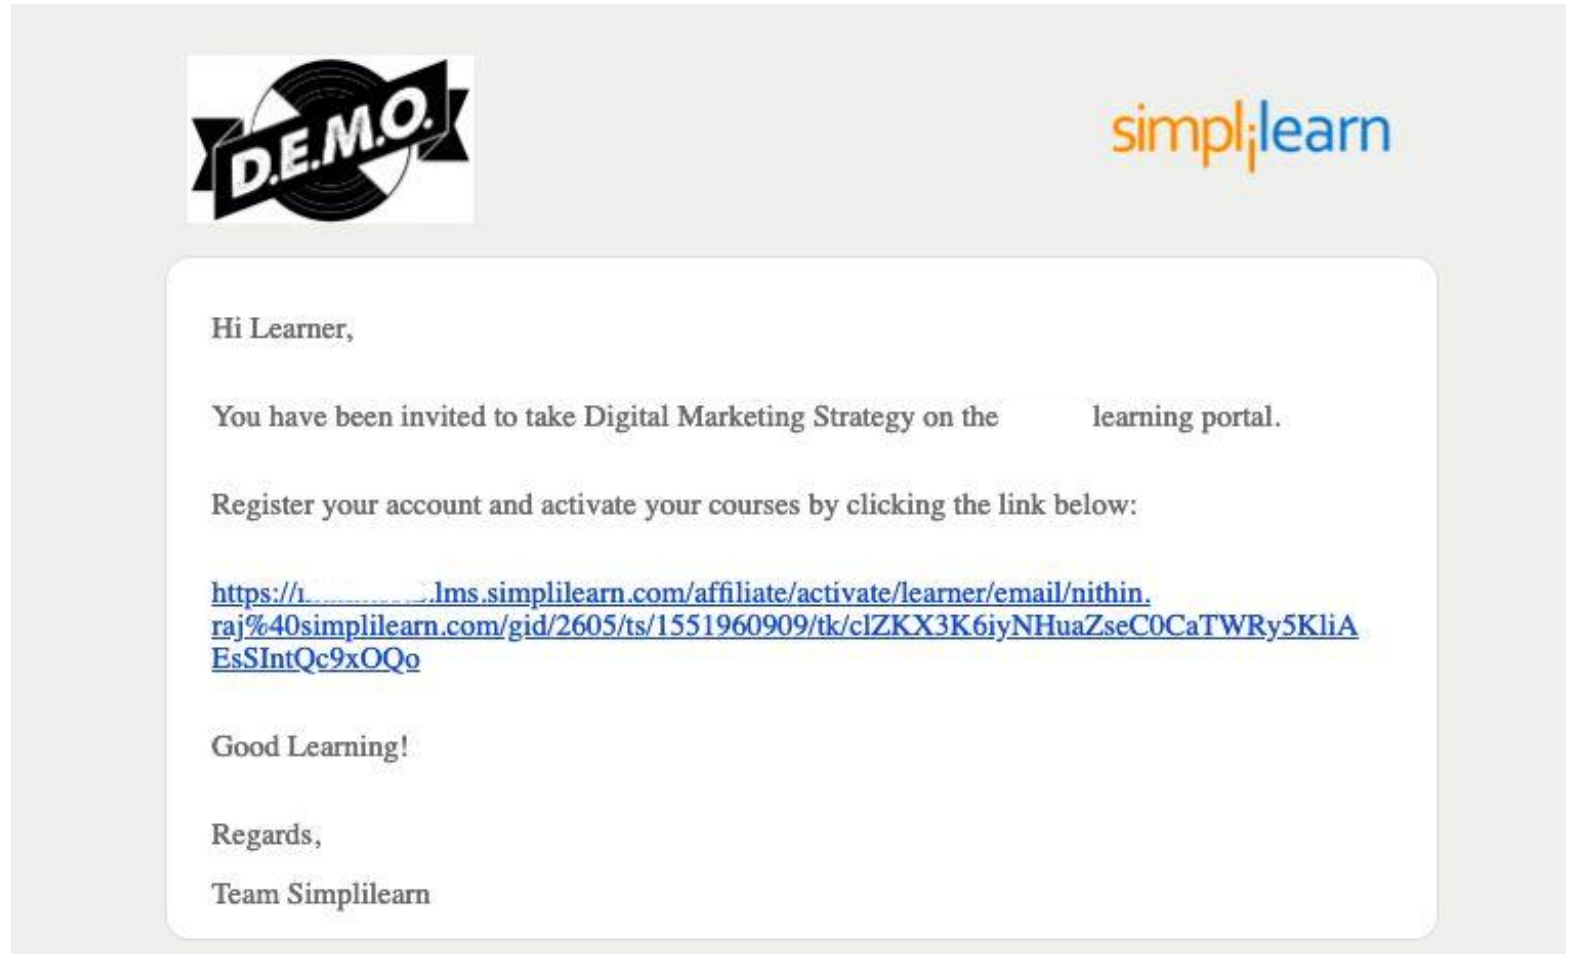 D.E.M.O.
simplilearn
Hi Learner,
You have been invited to take Digital Marketing Strategy on the learning portal.
Register your account and activate your courses by clicking the link below:
https:// .lms.simplilearn.com/affiliate/activate/learner/email/nithin.
raj%40simplilearn.com/gid/2605/ts/1551960909/tk/clZKX3K6iyNHuaZseC0CaTWRy5KliA
EsSIntQc9xOQo
Good Learning!
Regards,
Team Simplilearn